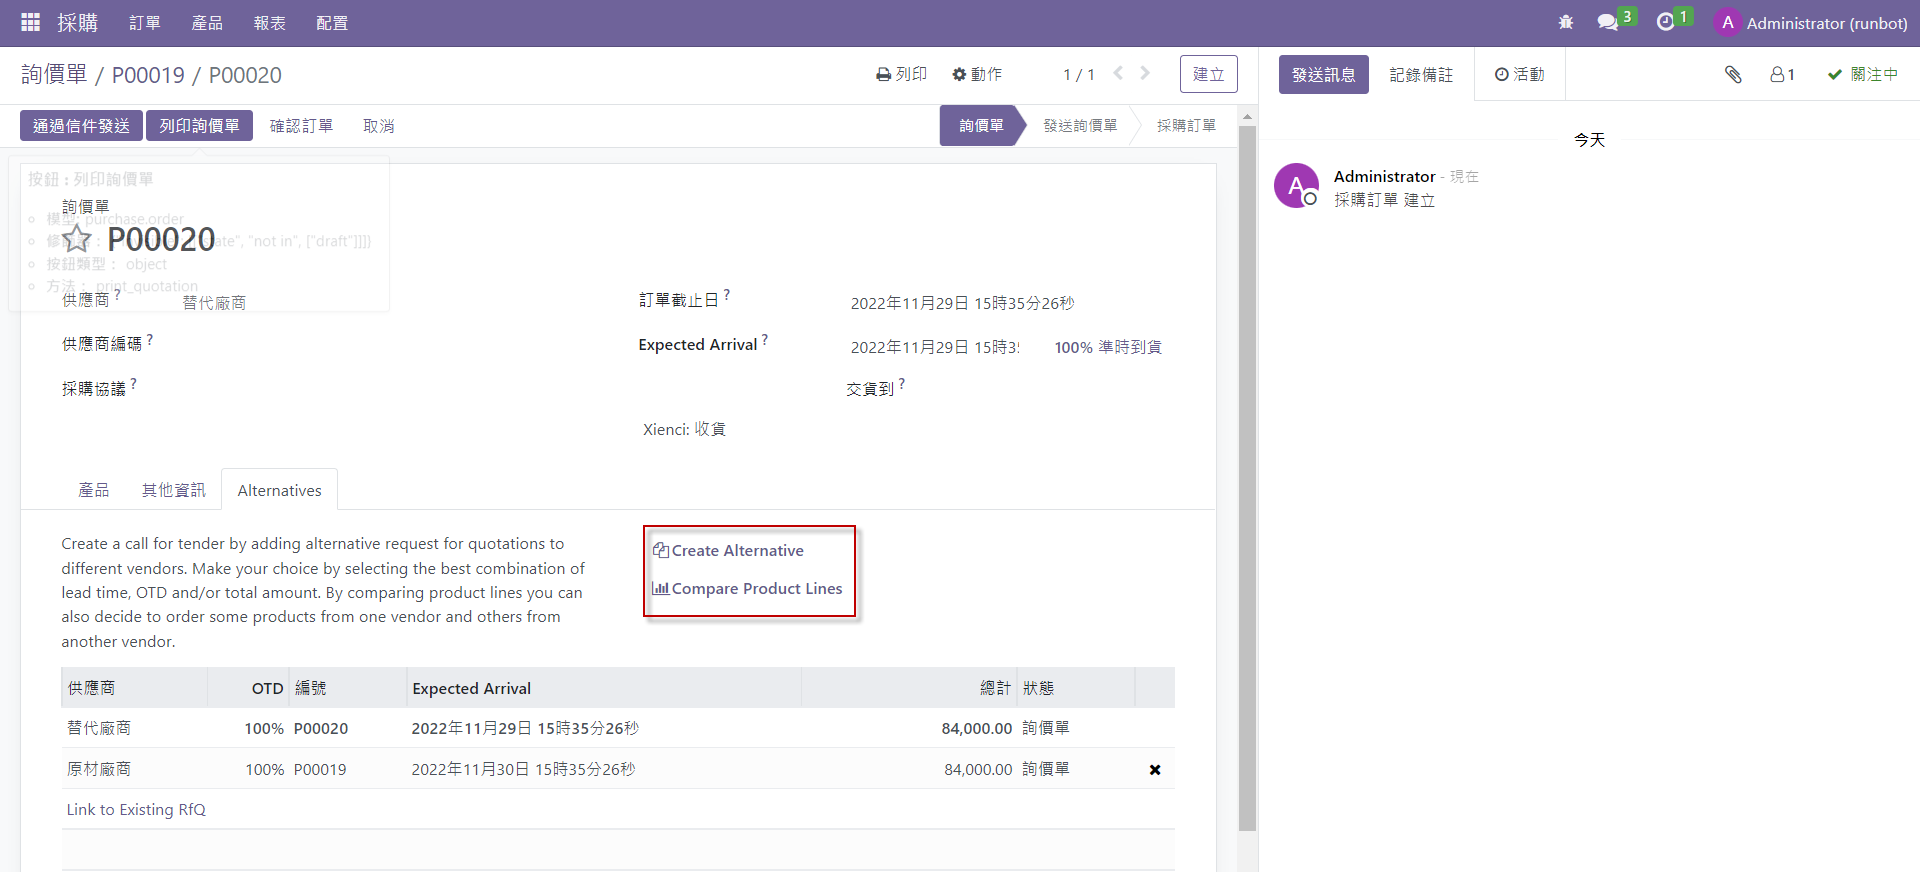 採購 訂單 產品 報表 配置 3 1 A Administrator (runbot)
詢價單 / P00019 / P00020 列印 動作 1 / 1 建立
發送訊息 記錄備註 活動 1 關注中
通過信件發送 列印詢價單 確認訂單 取消 詢價單 發送詢價單 採購訂單
今天
A Administrator - 現在
採購訂單 建立
按鈕 : 列印詢價單
詢價單
模型: purchase.order
P00020
"not in", ["draft"]]]}
按鈕類型 : object
方法 : print_quotation
供應商 ? 替代廠商
訂單截止日 ? 2022年11月29日 15時35分26秒
供應商編碼 ?
Expected Arrival ? 2022年11月29日 15時3 100% 準時到貨
採購協議 ?
交貨到 ?
Xienci: 收貨
產品 其他資訊 Alternatives
Create a call for tender by adding alternative request for quotations to
different vendors. Make your choice by selecting the best combination of
lead time, OTD and/or total amount. By comparing product lines you can
also decide to order some products from one vendor and others from
another vendor.
Create Alternative
Compare Product Lines
供應商 OTD 編號 Expected Arrival 總計 狀態
替代廠商 100% P00020 2022年11月29日 15時35分26秒 84,000.00 詢價單
原材廠商 100% P00019 2022年11月30日 15時35分26秒 84,000.00 詢價單
Link to Existing RfQ